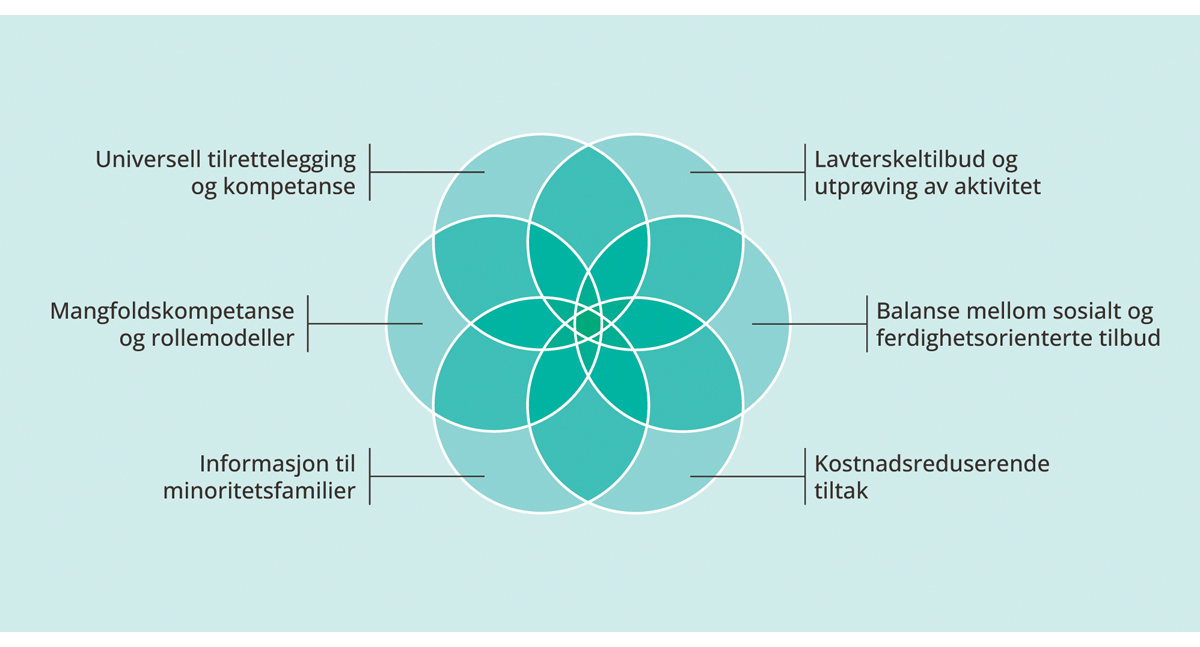 Universell tilrettelegging
og kompetanse
Lavterskeltilbud og
utprøving av aktivitet
Mangfoldskompetanse
og rollemodeller
Balanse mellom sosialt og
ferdighetsorienterte tilbud
Informasjon til
minoritetsfamilier
Kostnadsreduserende
tiltak